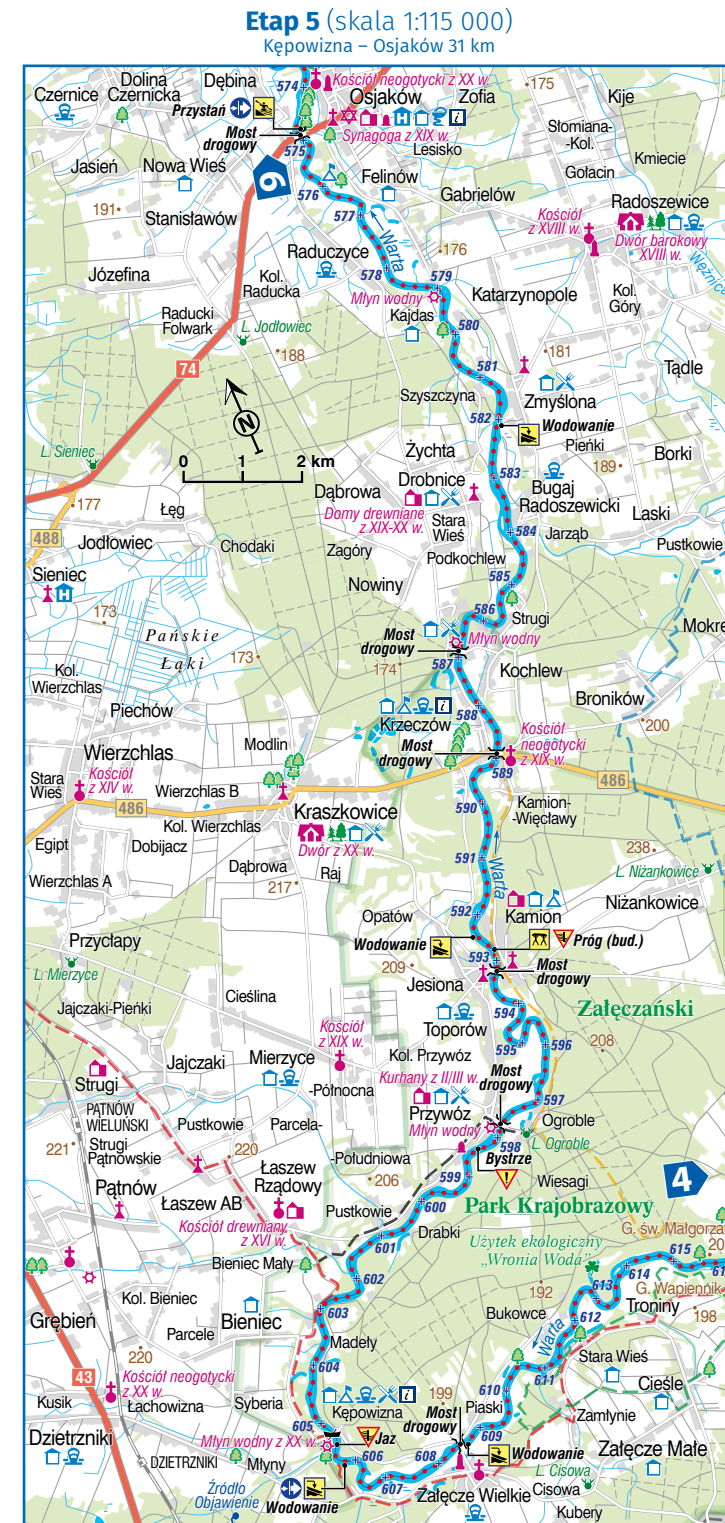 Etap 5 (skala 1:115 000)
Kępowizna – Osjaków 31 km
574
Kościół neogotycki z XX w.
Dolina
Czernicka
Dębina
Czernice
Przystań
Osjaków
Zofia
175
Kije
Synagoga z XIX w.
Lesisko
Słomiana-
-Kol.
Gołacin
Kmiecie
Most
drogowy
575
Jasień
Nowa Wieś
6
Felinów
576
Gabrielów
Radoszewice
191
Stanisławów
577
Kościół
z XVIII w.
Dwór barokowy
XVIII w.
Warta
Raduczyce
176
Wężnica
Józefina
Kol.
Raducka
578
579
Młyn wodny
Katarzynopole
Kol.
Góry
Raducki
Folwark
Kajdas
580
L. Jodłowiec
188
181
74
581
Tądle
N
Szyszczyna
Zmyślona
582
Wodowanie
0 1 2 km
Żychta
Pieńki
Borki
L. Sieniec
583
189
Drobnice
Bugaj
Radoszewicki
Dąbrowa
177
Łęg
Domy drewniane
z XIX-XX w.
Stara
Wieś
584
Laski
488
Jodłowiec
Chodaki
Zagóry
Podkochlew
Jarząb
Pustkowie
Sieniec
Nowiny
585
173
586
Strugi
Pańskie
Łąki
173
Most
drogowy
Młyn wodny
Mokre
587
174
Kochlew
Kol.
Wierzchlas
Broników
Piechów
588
Krzeczów
200
Wierzchlas
Modlin
Most
drogowy
Kościół
neogotycki
z XIX w.
Stara
Wieś
Kościół
z XIV w.
Wierzchlas B
589
486
486
590
Kamion-
-Więcławy
Kol. Wierzchlas
Kraszkowice
Egipt
Dobijacz
Dwór z XX w.
591
238
Dąbrowa
Raj
Warta
L. Niżankowice
Wierzchlas A
217
592
Niżankowice
Opatów
Kamion
Przycłapy
Wodowanie
Próg (bud.)
593
209
Most
drogowy
L. Mierzyce
Cieślina
Jesiona
Jajczaki-Pieńki
594
Załęczański
Kościół
z XIX w.
Toporów
595
596
208
Jajczaki
Mierzyce
Kol. Przywóz
Strugi
-Północna
Kurhany z II/III w.
Most
drogowy
597
PĄTNÓW
WIELUŃSKI
Przywóz
Pustkowie
Parcela-
Ogroble
Młyn wodny
221
Strugi
Pątnowskie
220
-Południowa
598
L. Ogroble
Bystrze
Łaszew
Rządowy
206
599
Wiesagi
4
Pątnów
Łaszew AB
600
Park Krajobrazowy
Pustkowie
Kościół drewniany
z XVI w.
Drabki
601
G. św. Małgorzaty
Użytek ekologiczny
„Wronia Woda”
Bieniec Mały
602
615
614
G. Wapiennik
192
613
Kol. Bieniec
603
Bukowce
Troniny
Grębień
Bieniec
612
198
Parcele
Warta
Madeły
Stara Wieś
220
604
611
43
Kościół neogotycki
z XX w.
610
Cieśle
199
Kusik
Łachowizna
Syberia
Kępowizna
Most
drogowy
Piaski
605
Zamłynie
609
Dzietrzniki
Młyn wodny z XX w.
Jaz
Załęcze Małe
DZIETRZNIKI
Młyny
606
608
Wodowanie
Źródło
Objawienie
607
L. Cisowa
Wodowanie
Załęcze Wielkie
Cisowa
Kubery